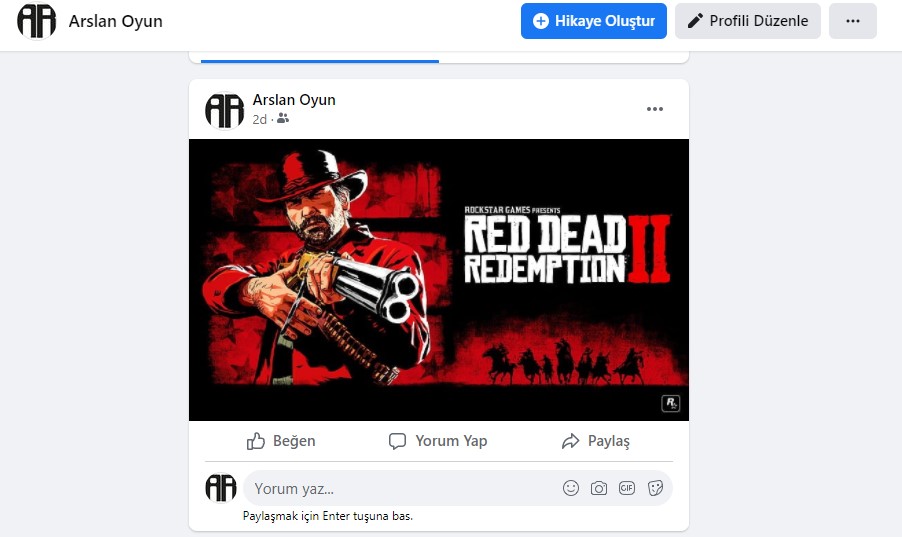 Arslan Oyun
Hikaye Oluştur
Profili Düzenle
Arslan Oyun
2d ·
ROCKSTAR GAMES PRESENTS
RED DEAD
REDEMPTION II
R
Beğen
Yorum Yap
Paylaş
Yorum yaz...
GIF
Paylaşmak için Enter tuşuna bas.